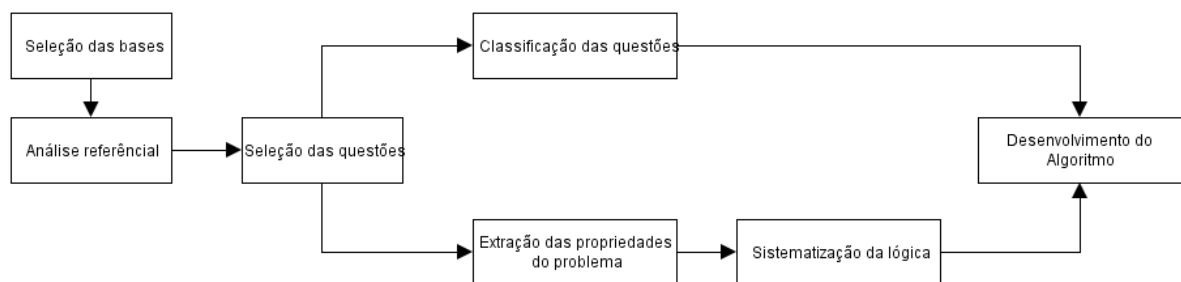 Seleção das bases
Análise referêncial
Seleção das questões
Classificação das questões
Extração das propriedades
do problema
Sistematização da lógica
Desenvolvimento do
Algoritmo